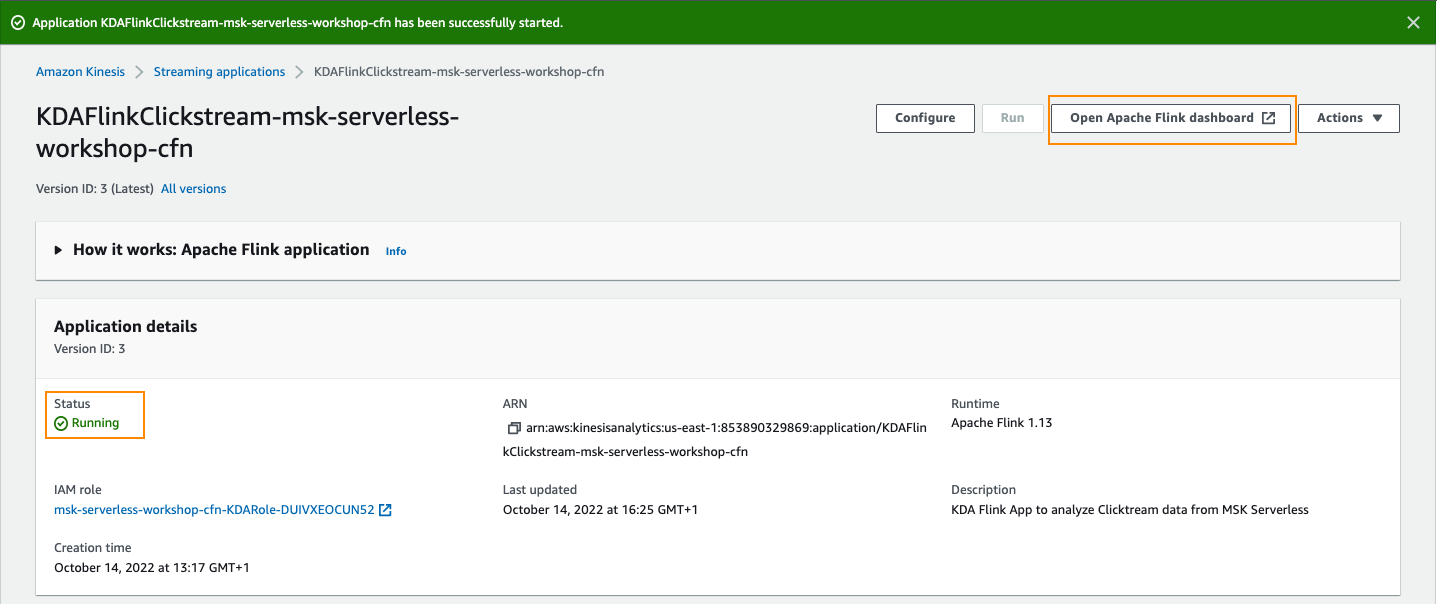 Application KDAFlinkClickstream-msk-serverless-workshop-cfn has been successfully started.
Amazon Kinesis > Streaming applications > KDAFlinkClickstream-msk-serverless-workshop-cfn
KDAFlinkClickstream-msk-serverless-
workshop-cfn
Configure Run Open Apache Flink dashboard Actions
Version ID: 3 (Latest) All versions
How it works: Apache Flink application Info
Application details
Version ID: 3
Status
Running
ARN
arn:aws:kinesisanalytics:us-east-1:853890329869:application/KDAFlin
kClickstream-msk-serverless-workshop-cfn
Runtime
Apache Flink 1.13
IAM role
msk-serverless-workshop-cfn-KDARole-DUIVXEOCUN52
Last updated
October 14, 2022 at 16:25 GMT+1
Description
KDA Flink App to analyze Clicktream data from MSK Serverless
Creation time
October 14, 2022 at 13:17 GMT+1